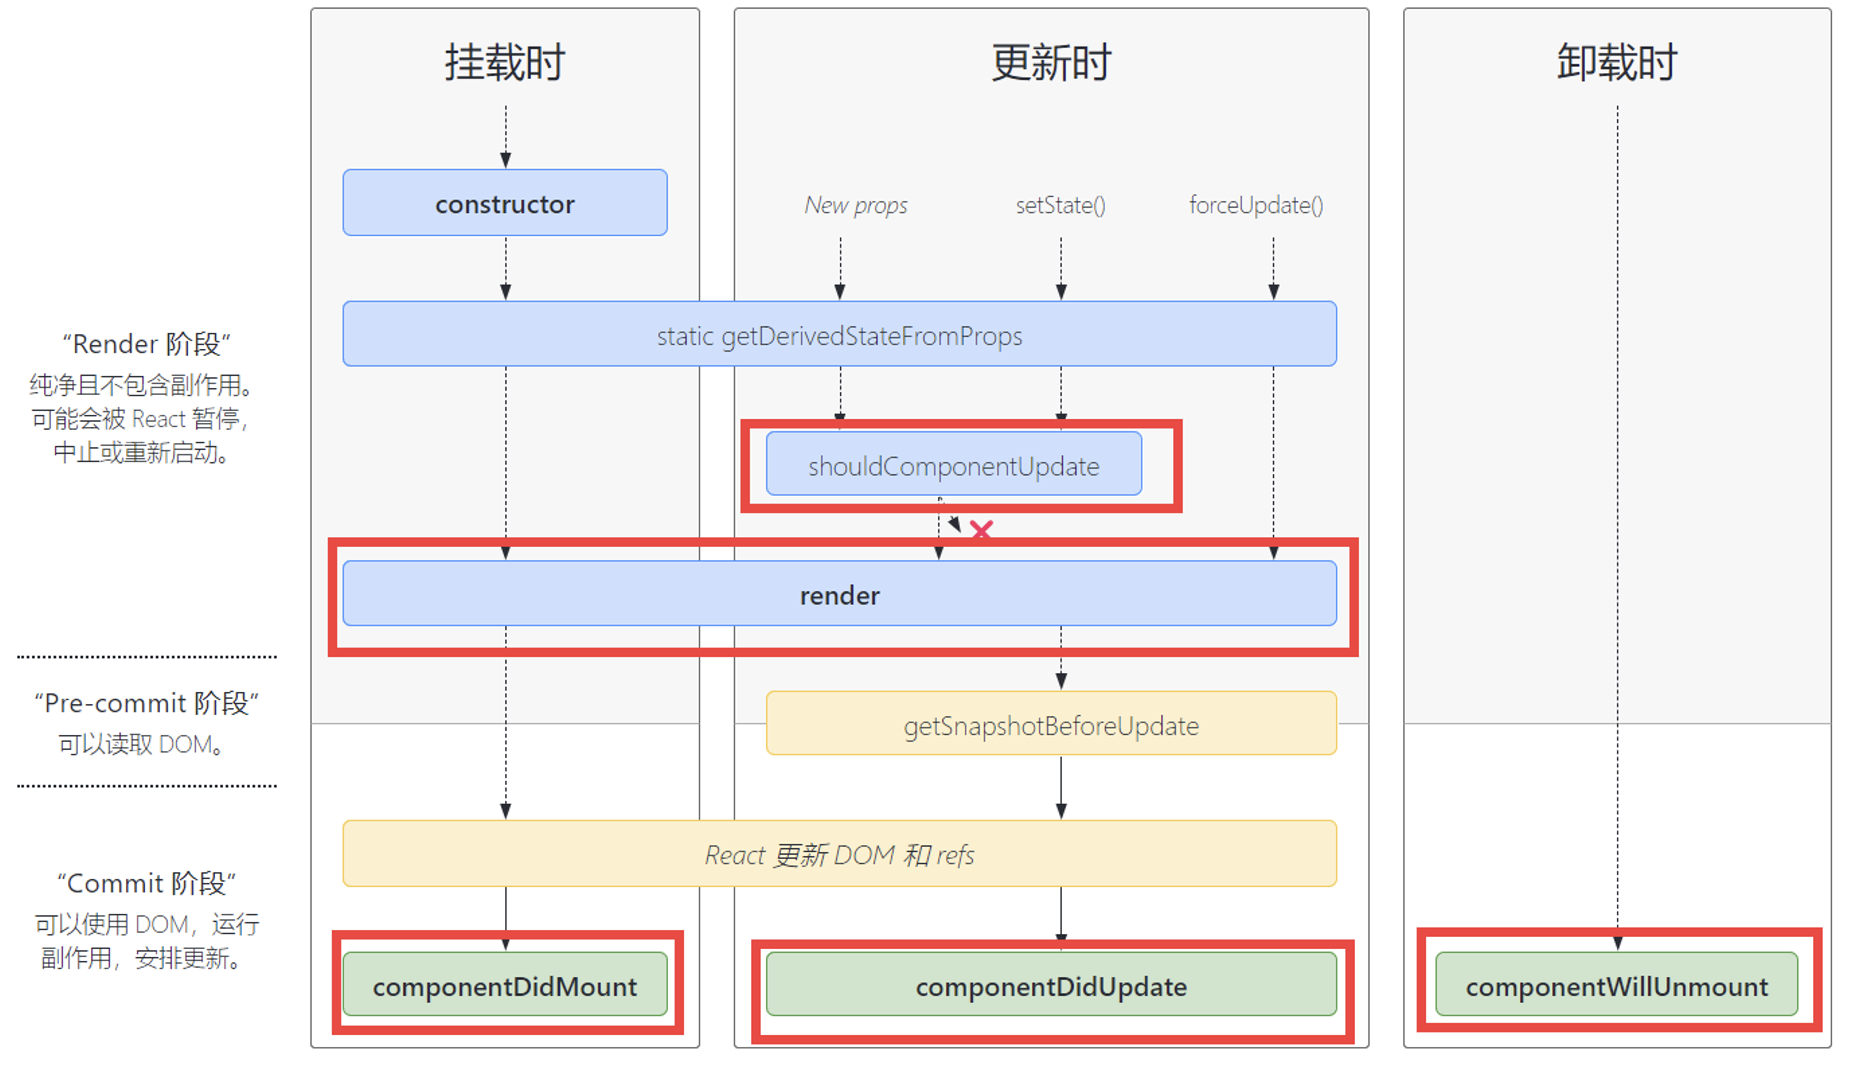 挂载时
更新时
卸载时
constructor
New props
setState()
forceUpdate()
static getDerivedStateFromProps
“Render 阶段”
纯净且不包含副作用。
可能会被 React 暂停，
中止或重新启动。
shouldComponentUpdate
render
“Pre-commit 阶段”
可以读取 DOM。
getSnapshotBeforeUpdate
React 更新 DOM 和 refs
“Commit 阶段”
可以使用 DOM，运行
副作用，安排更新。
componentDidMount
componentDidUpdate
componentWillUnmount